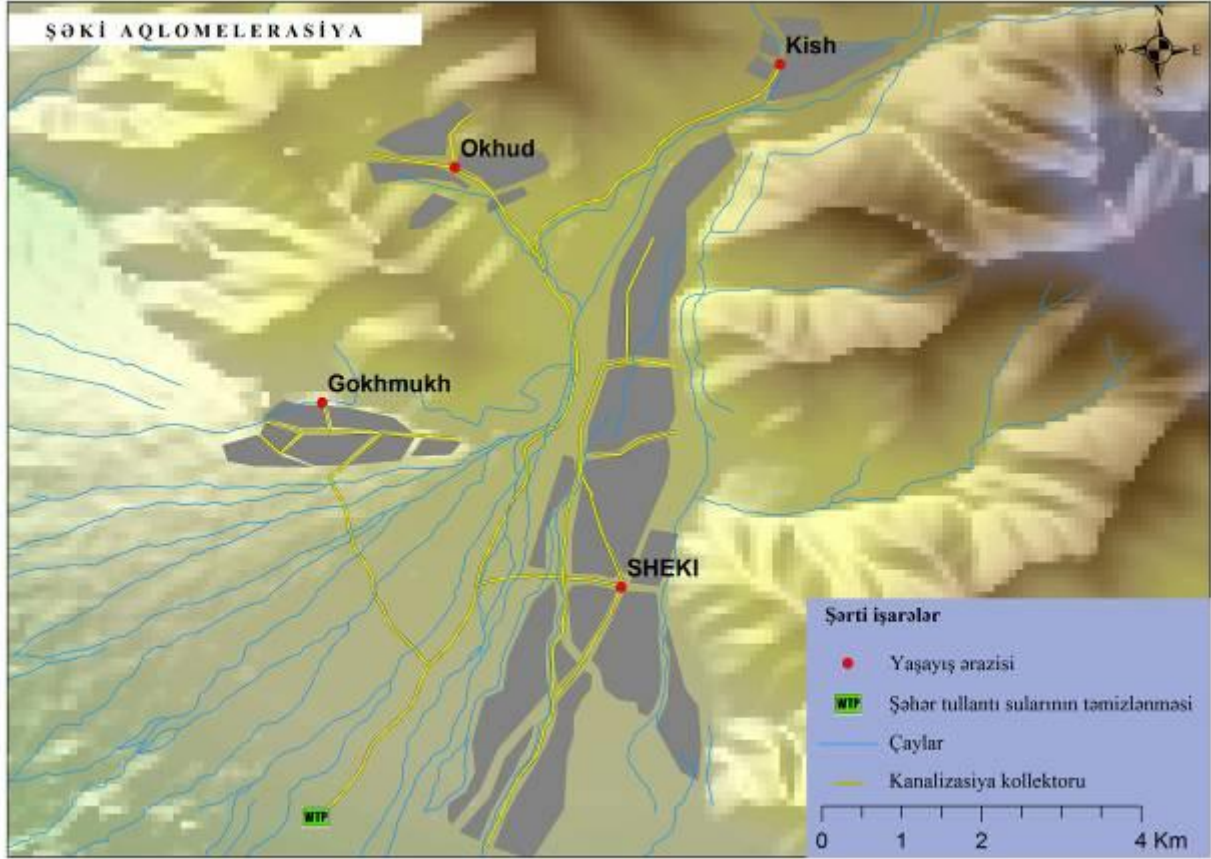 ŞƏKİ AQLOMELERASİYA
N
W E
S
Kish
Okhud
Gokhmukh
SHEKI
WTP
Şərti işarələr
Yaşayış ərazisi
WTP Şəhər tullantı sularının təmizlənməsi
Çaylar
Kanalizasiya kollektoru
0 1 2 4 Km